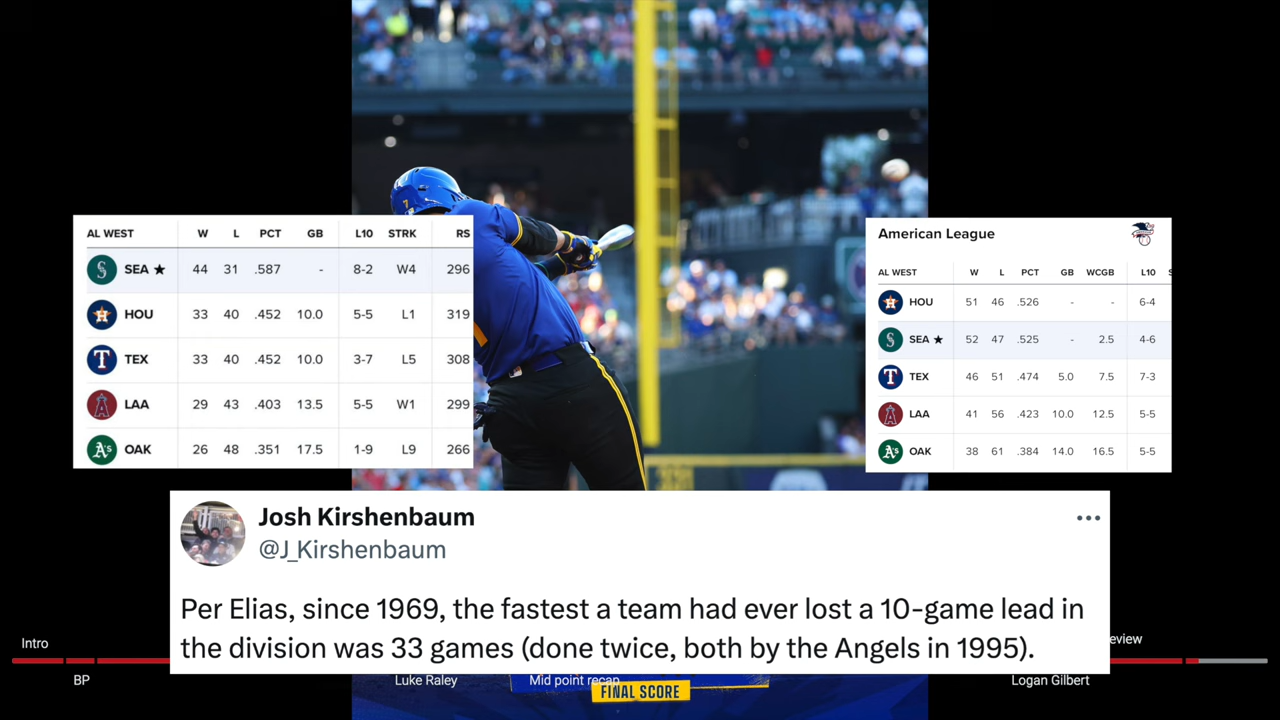 AL WEST W L PCT GB L10 STRK RS
SEA ★ 44 31 .587 - 8-2 W4 296
HOU 33 40 .452 10.0 5-5 L1 319
TEX 33 40 .452 10.0 3-7 L5 308
LAA 29 43 .403 13.5 5-5 W1 299
OAK 26 48 .351 17.5 1-9 L9 266
American League
AL WEST W L PCT GB WCGB L10
HOU 51 46 .526 - - 6-4
SEA ★ 52 47 .525 - 2.5 4-6
TEX 46 51 .474 5.0 7.5 7-3
LAA 41 56 .423 10.0 12.5 5-5
OAK 38 61 .384 14.0 16.5 5-5
7
Josh Kirshenbaum
@J_Kirshenbaum
Per Elias, since 1969, the fastest a team had ever lost a 10-game lead in
the division was 33 games (done twice, both by the Angels in 1995).
Intro
BP
Luke Raley
Mid point recap
Logan Gilbert
FINAL SCORE